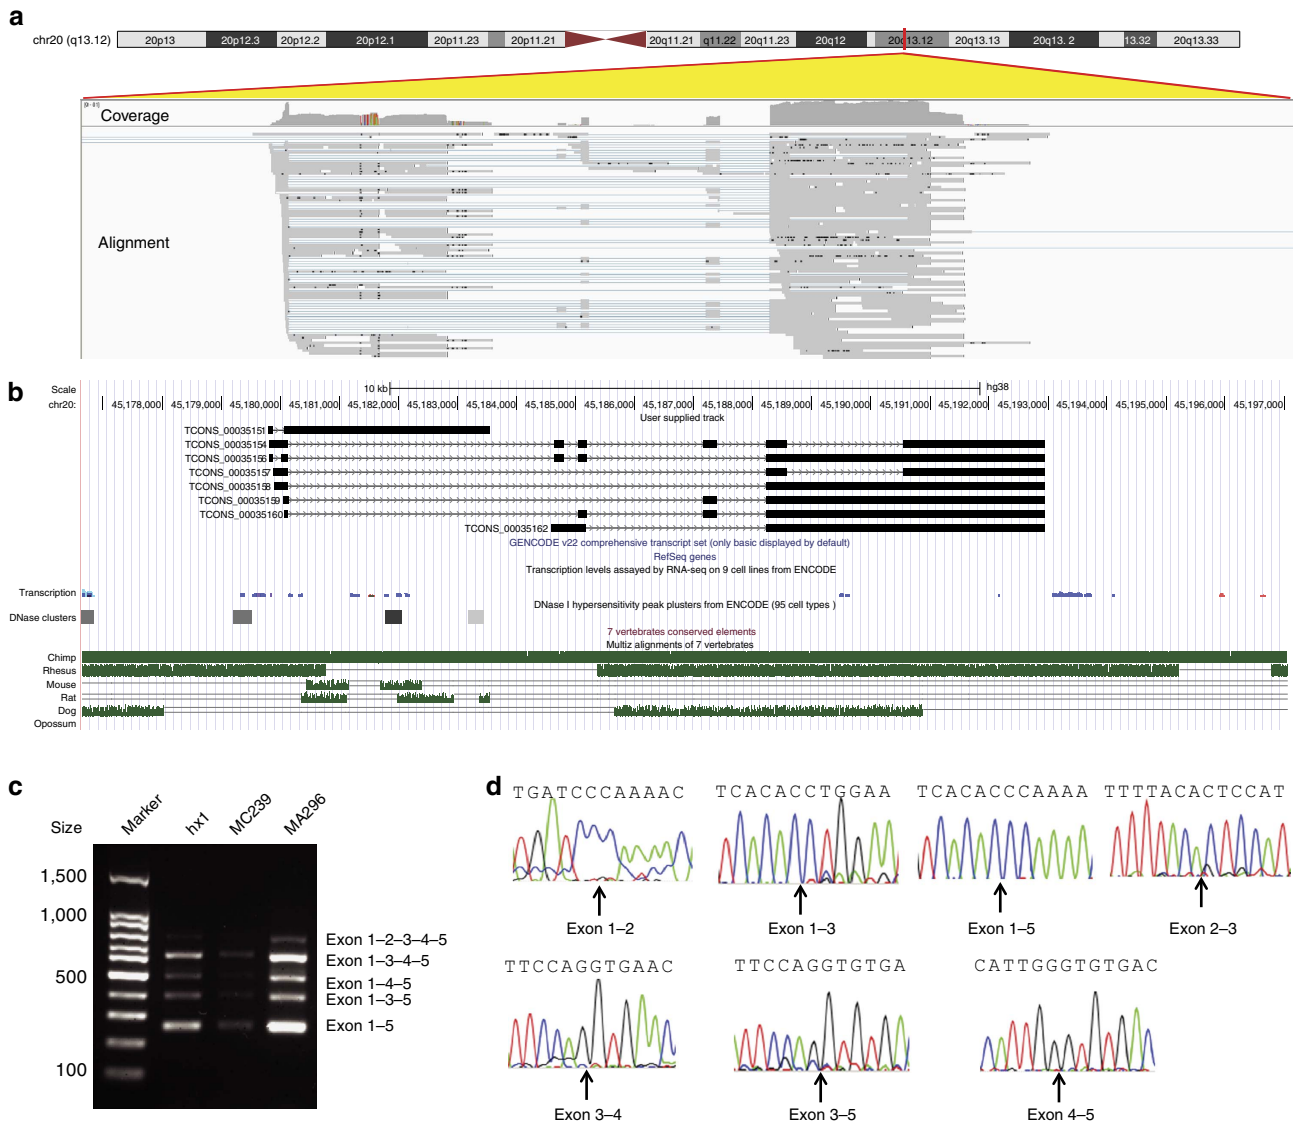 a
chr20 (q13.12)
20p13 20p12.3 20p12.2 20p12.1 20p11.23 20p11.21 20q11.21 q11.22 20q11.23 20q12 20q13.12 20q13.13 20q13. 2 13.32 20q13.33
Coverage
Alignment
b
Scale 10 kb hg38
chr20: 45,178,000 45,179,000 45,180,000 45,181,000 45,182,000 45,183,000 45,184,000 45,185,000 45,186,000 45,187,000 45,188,000 45,189,000 45,190,000 45,191,000 45,192,000 45,193,000 45,194,000 45,195,000 45,196,000 45,197,000
User supplied track
TCONS_00035151
TCONS_00035154
TCONS_00035156
TCONS_00035157
TCONS_00035158
TCONS_00035159
TCONS_00035160
TCONS_00035162
GENCODE v22 comprehensive transcript set (only basic displayed by default)
RefSeq genes
Transcription levels assayed by RNA-seq on 9 cell lines from ENCODE
Transcription
DNase I hypersensitivity peak plusters from ENCODE (95 cell types )
DNase clusters
7 vertebrates conserved elements
Multiz alignments of 7 vertebrates
Chimp
Rhesus
Mouse
Rat
Dog
Opossum
c
Size Marker hx1 MC239 MA296
1,500
1,000
500
100
Exon 1–2–3–4–5
Exon 1–3–4–5
Exon 1–4–5
Exon 1–3–5
Exon 1–5
d
TGATCCCAAAAC TCACACCTGGAA TCACACCCAAAA TTTTACACTCCAT
Exon 1–2 Exon 1–3 Exon 1–5 Exon 2–3
TTCCAGGTGAAC TTCCAGGTGTGA CATTGGGTGTGAC
Exon 3–4 Exon 3–5 Exon 4–5